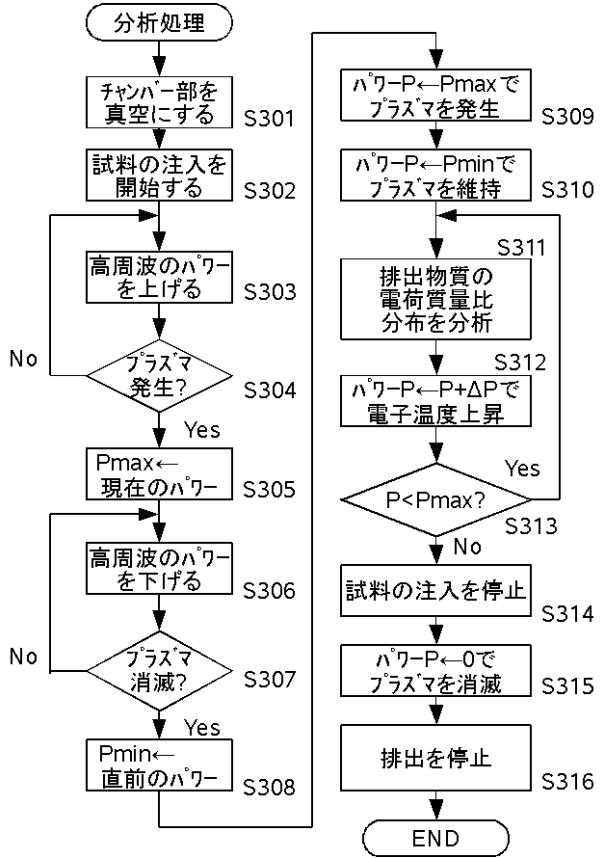 分析処理
チャンバー部を
真空にする
S301
試料の注入を
開始する
S302
高周波のパワー
を上げる
S303
プラズマ
発生?
No
S304
Yes
Pmax←
現在のパワー
S305
高周波のパワー
を下げる
S306
プラズマ
消滅?
No
S307
Yes
Pmin←
直前のパワー
S308
パワーP←Pmaxで
プラズマを発生
S309
パワーP←Pminで
プラズマを維持
S310
S311
排出物質の
電荷質量比
分布を分析
S312
パワーP←P+ΔPで
電子温度上昇
Yes
P<Pmax?
S313
No
試料の注入を停止
S314
パワーP←0で
プラズマを消滅
S315
排出を停止
S316
END